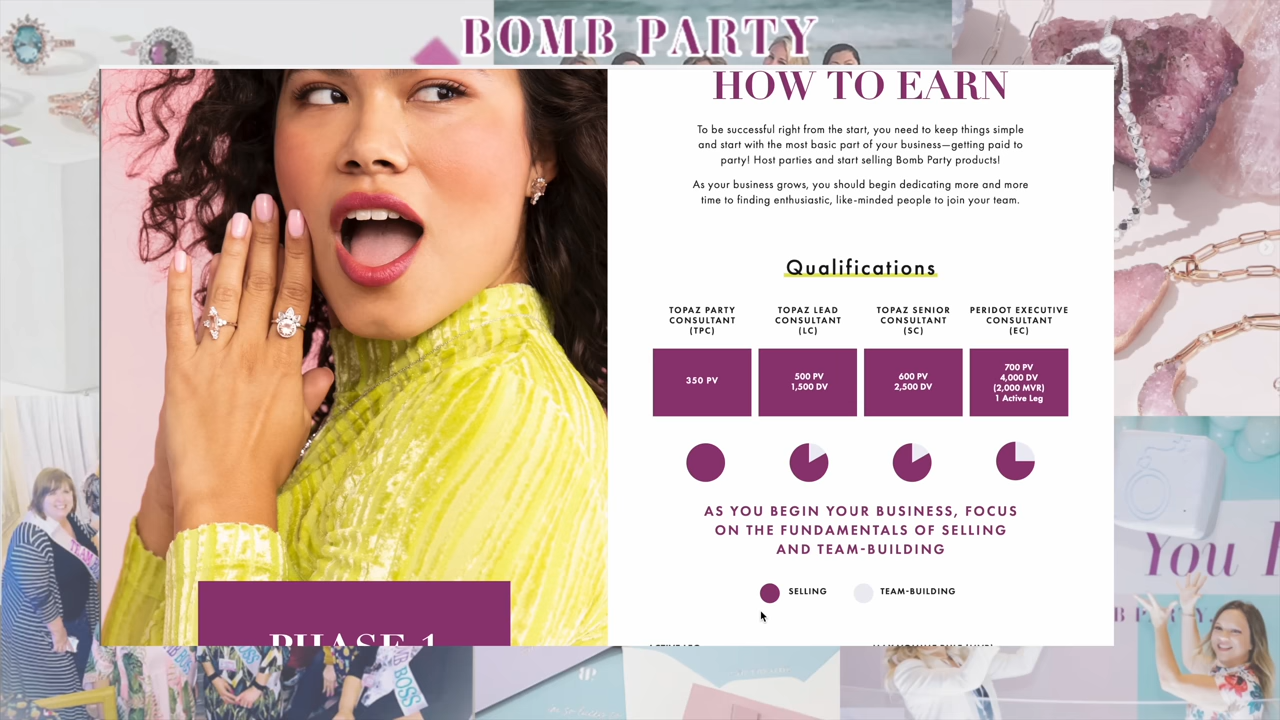 BOMB PARTY
HOW TO EARN
To be successful right from the start, you need to keep things simple
and start with the most basic part of your business—getting paid to
party! Host parties and start selling Bomb Party products!
As your business grows, you should begin dedicating more and more
time to finding enthusiastic, like-minded people to join your team.
Qualifications
TOPAZ PARTY
CONSULTANT
(TPC)
TOPAZ LEAD
CONSULTANT
(LC)
TOPAZ SENIOR
CONSULTANT
(SC)
PERIDOT EXECUTIVE
CONSULTANT
(EC)
350 PV
500 PV
1,500 DV
600 PV
2,500 DV
700 PV
4,000 DV
(2,000 MVR)
1 Active Leg
AS YOU BEGIN YOUR BUSINESS, FOCUS
ON THE FUNDAMENTALS OF SELLING
AND TEAM-BUILDING
SELLING
TEAM-BUILDING
PHASE 1
You
BOSS